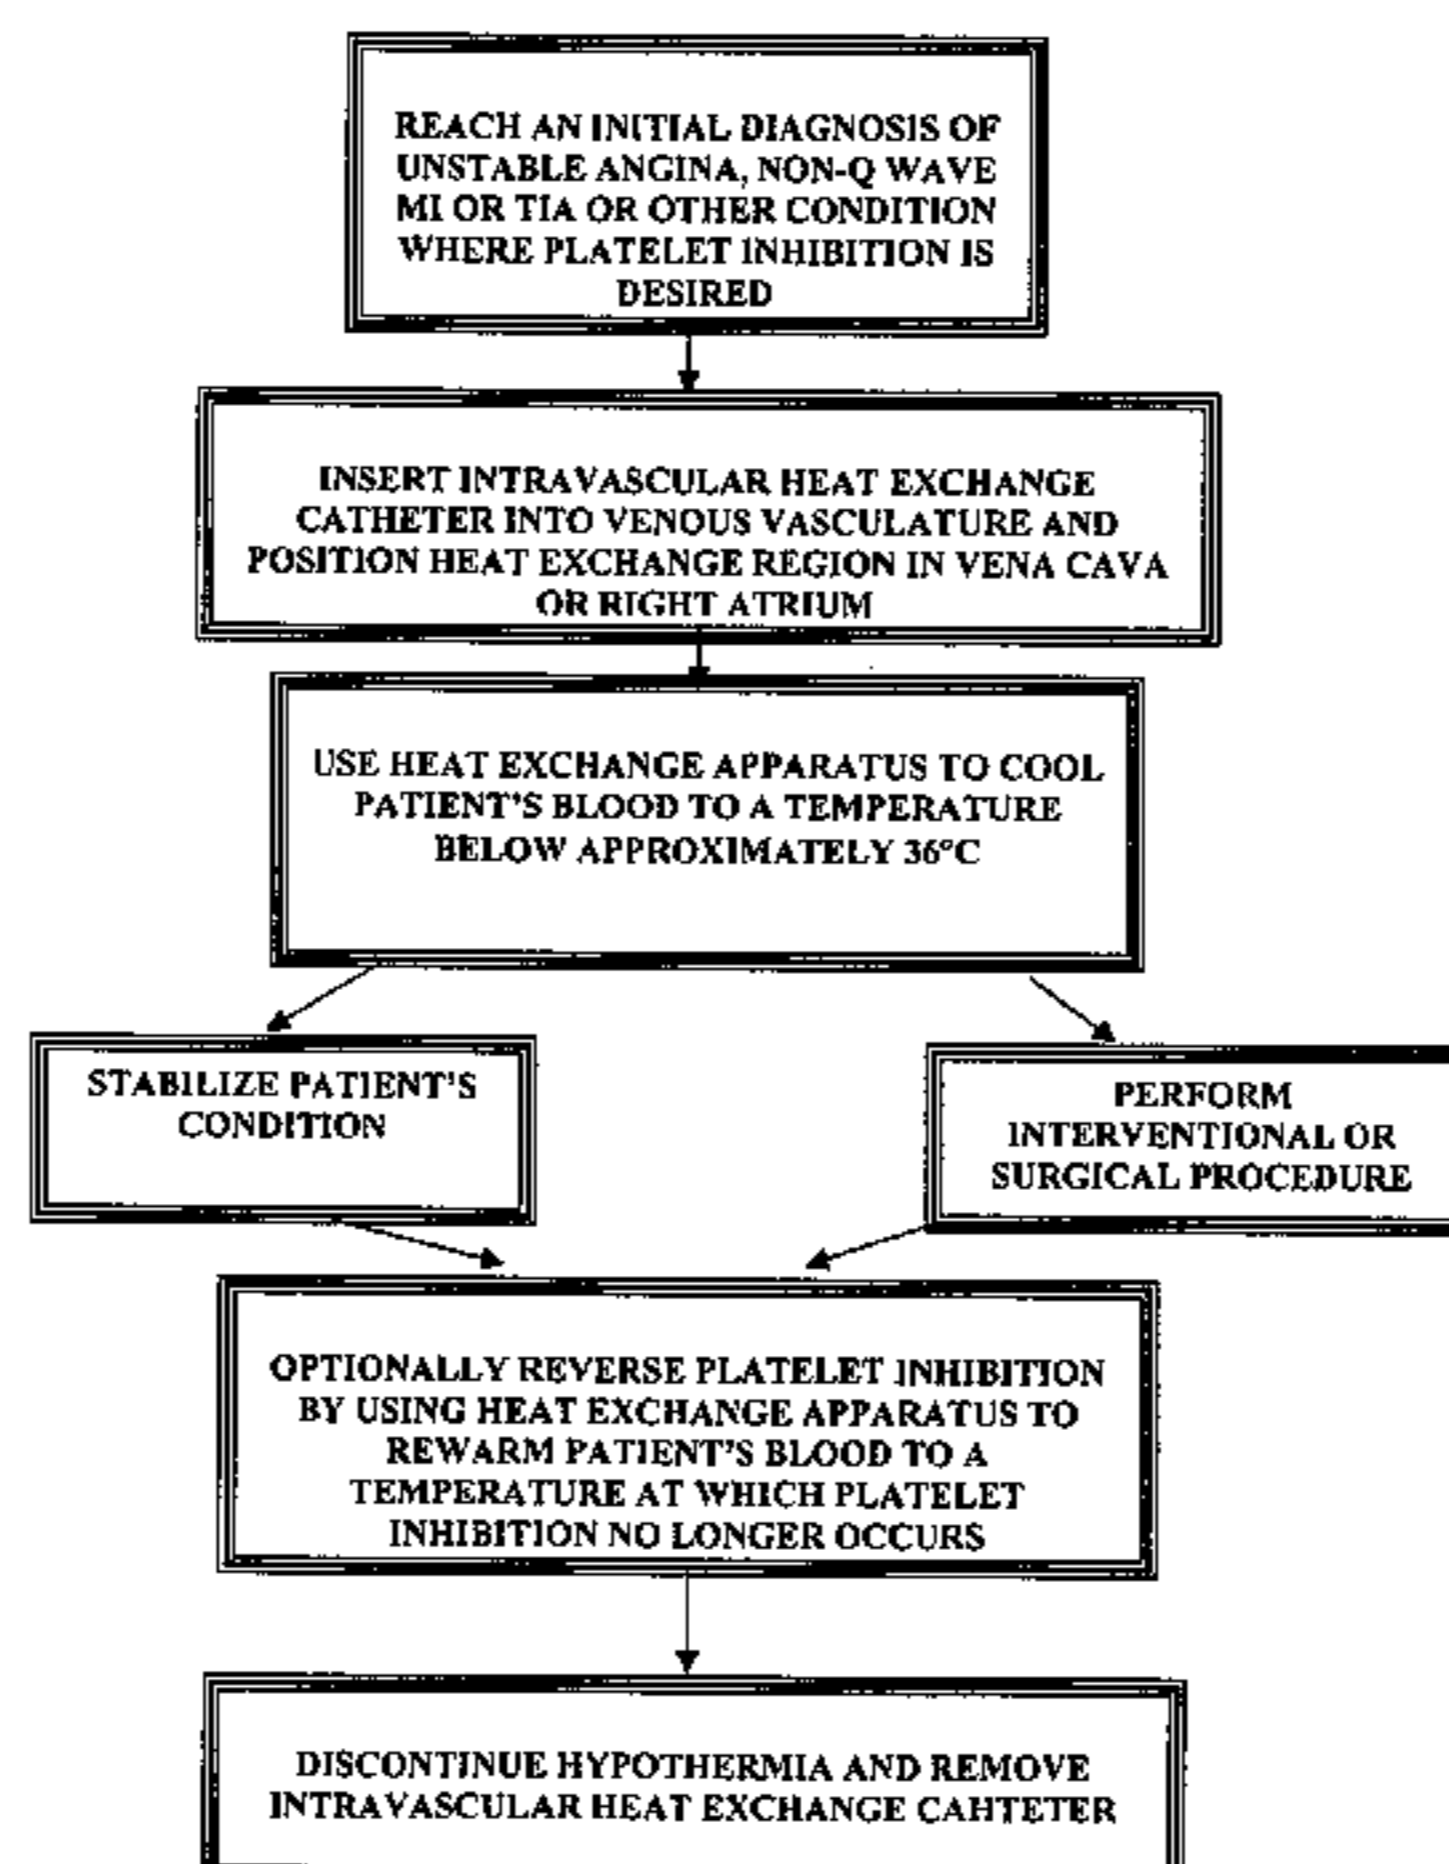 REACH AN INITIAL DIAGNOSIS OF
UNSTABLE ANGINA, NON-Q WAVE
MI OR TIA OR OTHER CONDITION
WHERE PLATELET INHIBITION IS
DESIRED
INSERT INTRAVASCULAR HEAT EXCHANGE
CATHETER INTO VENOUS VASCULATURE AND
POSITION HEAT EXCHANGE REGION IN VENA CAVA
OR RIGHT ATRIUM
USE HEAT EXCHANGE APPARATUS TO COOL
PATIENT'S BLOOD TO A TEMPERATURE
BELOW APPROXIMATELY 36°C
STABILIZE PATIENT'S
CONDITION
PERFORM
INTERVENTIONAL OR
SURGICAL PROCEDURE
OPTIONALLY REVERSE PLATELET INHIBITION
BY USING HEAT EXCHANGE APPARATUS TO
REWARM PATIENT'S BLOOD TO A
TEMPERATURE AT WHICH PLATELET
INHIBITION NO LONGER OCCURS
DISCONTINUE HYPOTHERMIA AND REMOVE
INTRAVASCULAR HEAT EXCHANGE CAHTETER